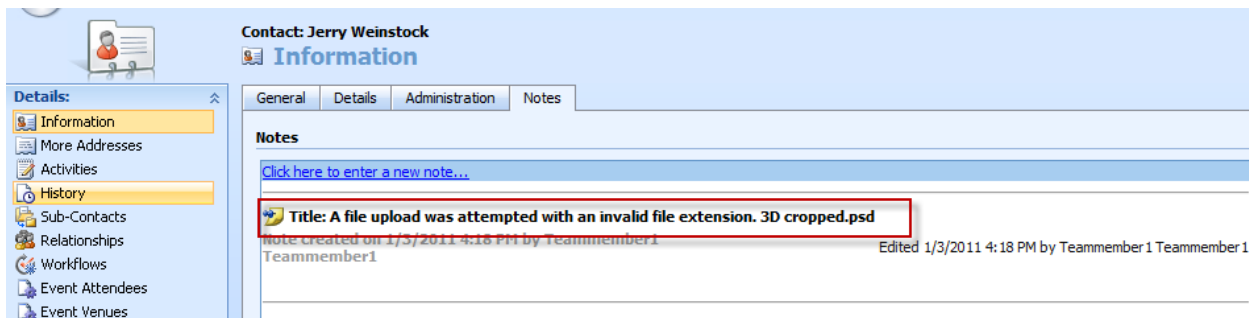 Contact: Jerry Weinstock
Information
Details:
Information
More Addresses
Activities
History
Sub-Contacts
Relationships
Workflows
Event Attendees
Event Venues
General Details Administration Notes
Notes
Click here to enter a new note...
Title: A file upload was attempted with an invalid file extension. 3D cropped.psd
Note created on 1/3/2011 4:18 PM by Teammember1
Teammember1
Edited 1/3/2011 4:18 PM by Teammember1 Teammember1